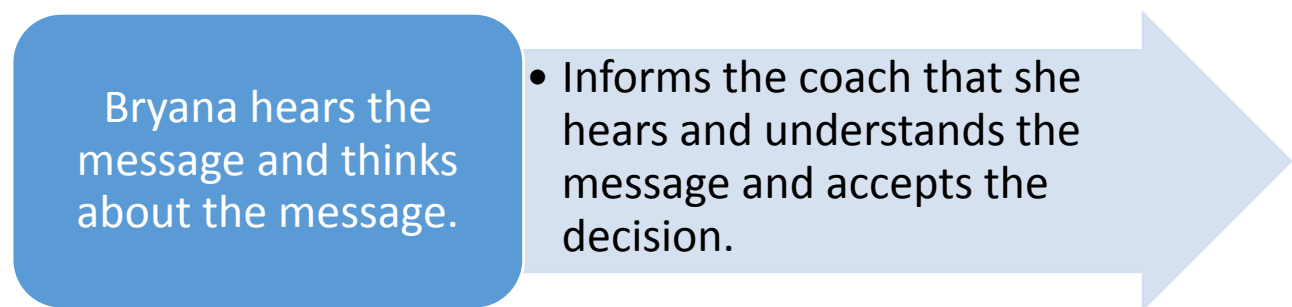 Bryana hears the
message and thinks
about the message.
• Informs the coach that she
hears and understands the
message and accepts the
decision.